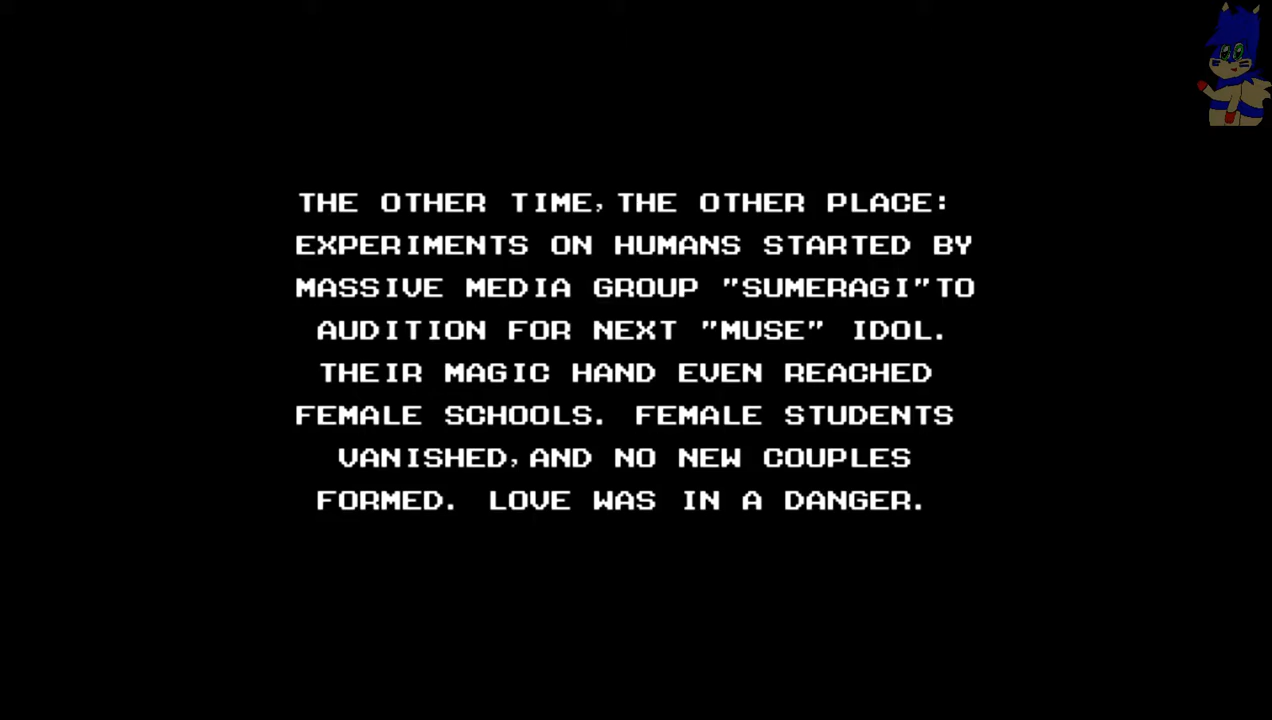 THE OTHER TIME, THE OTHER PLACE:
EXPERIMENTS ON HUMANS STARTED BY
MASSIVE MEDIA GROUP "SUMERAGI"TO
AUDITION FOR NEXT "MUSE" IDOL.
THEIR MAGIC HAND EVEN REACHED
FEMALE SCHOOLS. FEMALE STUDENTS
VANISHED, AND NO NEW COUPLES
FORMED. LOVE WAS IN A DANGER.